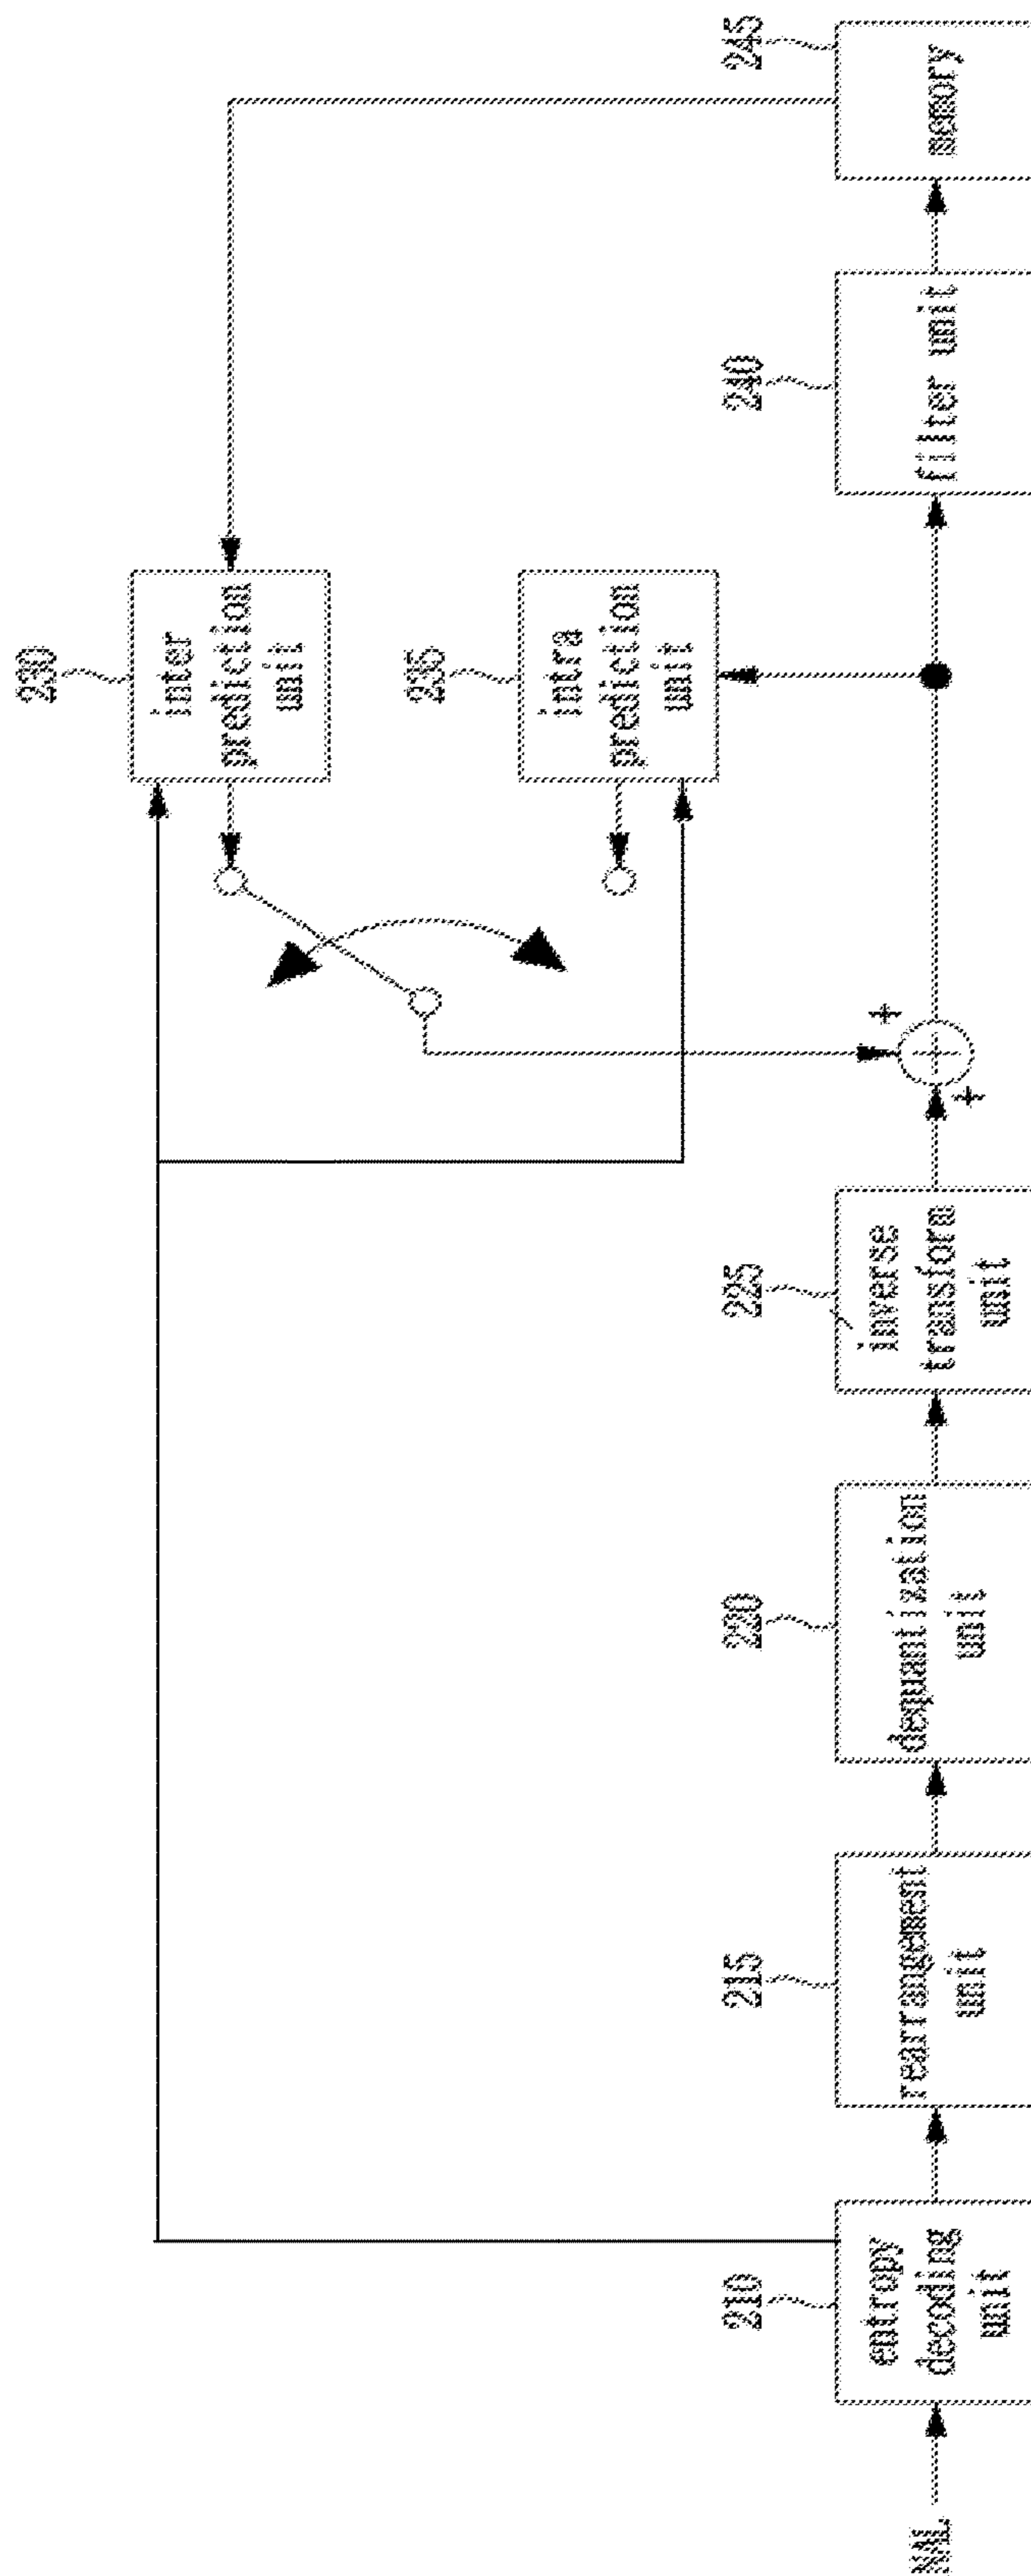 230
inter
prediction
unit
235
intra
prediction
unit
NAL
210
entropy
decoding
unit
215
rearrangement
unit
220
dequantization
unit
225
inverse
transform
unit
+
+
240
filter unit
245
memory